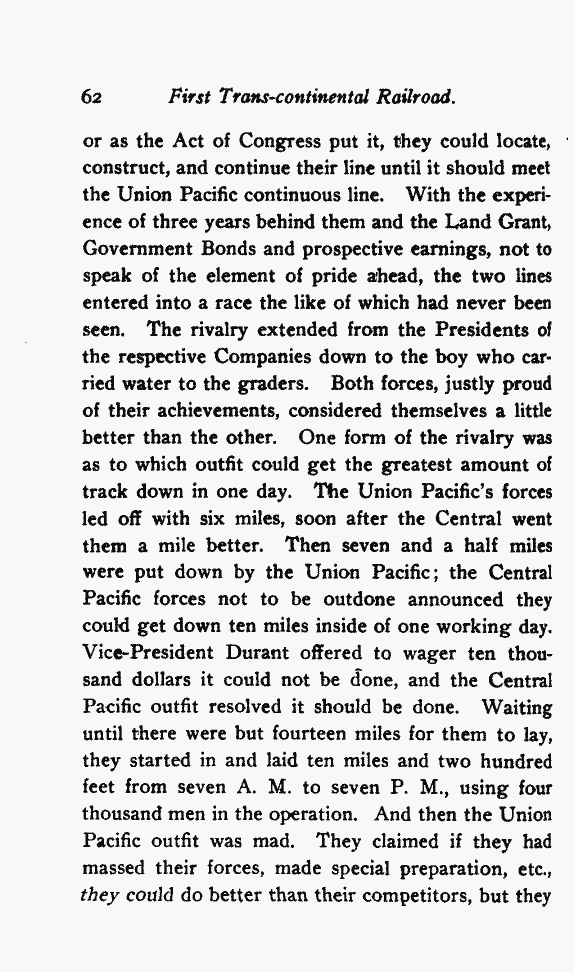 62 First Trans-continental Railroad.
or as the Act of Congress put it, they could locate,
construct, and continue their line until it should meet
the Union Pacific continuous line. With the experi-
ence of three years behind them and the Land Grant,
Government Bonds and prospective earnings, not to
speak of the element of pride ahead, the two lines
entered into a race the like of which had never been
seen. The rivalry extended from the Presidents of
the respective Companies down to the boy who car-
ried water to the graders. Both forces, justly proud
of their achievements, considered themselves a little
better than the other. One form of the rivalry was
as to which outfit could get the greatest amount of
track down in one day. The Union Pacific's forces
led off with six miles, soon after the Central went
them a mile better. Then seven and a half miles
were put down by the Union Pacific; the Central
Pacific forces not to be outdone announced they
could get down ten miles inside of one working day.
Vice-President Durant offered to wager ten thou-
sand dollars it could not be done, and the Central
Pacific outfit resolved it should be done. Waiting
until there were but fourteen miles for them to lay,
they started in and laid ten miles and two hundred
feet from seven A. M. to seven P. M., using four
thousand men in the operation. And then the Union
Pacific outfit was mad. They claimed if they had
massed their forces, made special preparation, etc.,
they could do better than their competitors, but they